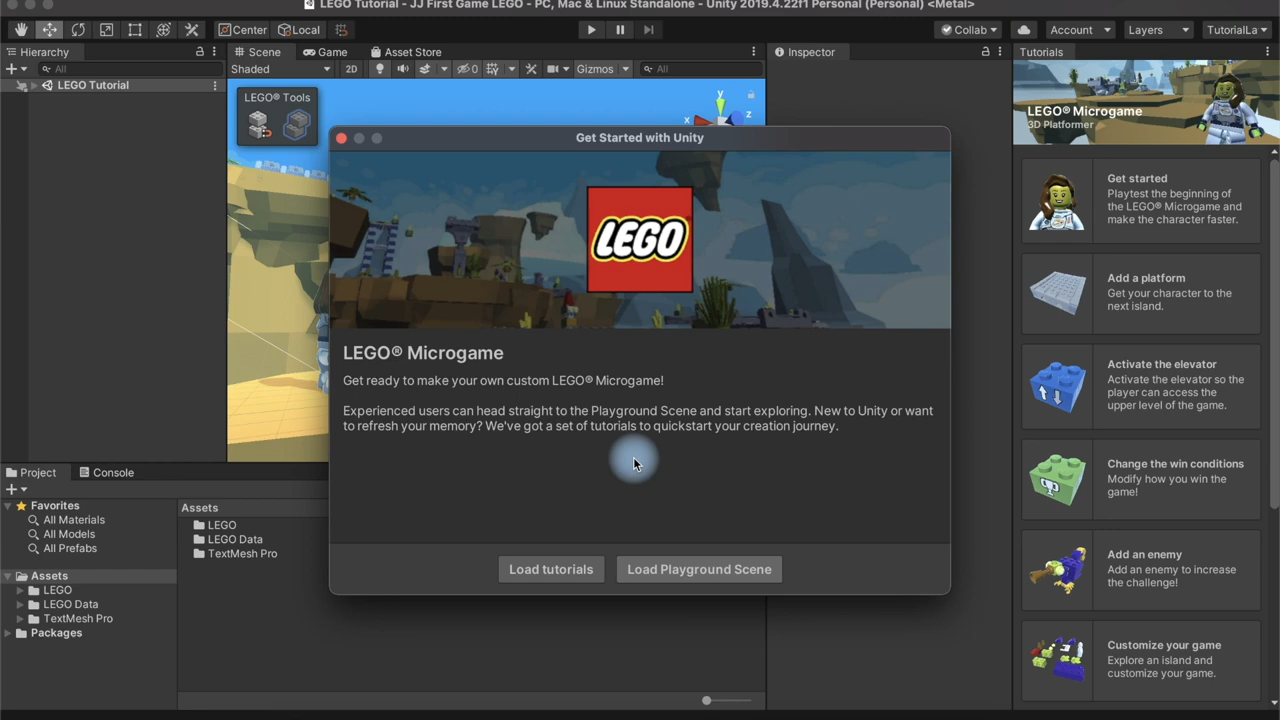 LEGO Tutorial - JJ First Game LEGO - PC, Mac & Linux Standalone - Unity 2019.4.22f1 Personal (Personal) <Metal>
Center
Local
Collab
Account
Layers
TutorialLa
Hierarchy
All
LEGO Tutorial
Scene
Game
Asset Store
Shaded
2D
0
Gizmos
All
LEGO® Tools
y
x
z
Inspector
Tutorials
LEGO® Microgame
3D Platformer
Get started
Playtest the beginning of
the LEGO® Microgame and
make the character faster.
Add a platform
Get your character to the
next island.
Activate the elevator
Activate the elevator so the
player can access the
upper level of the game.
Change the win conditions
Modify how you win the
game!
Add an enemy
Add an enemy to increase
the challenge!
Customize your game
Explore an island and
customize your game.
Get Started with Unity
LEGO
LEGO® Microgame
Get ready to make your own custom LEGO® Microgame!
Experienced users can head straight to the Playground Scene and start exploring. New to Unity or want
to refresh your memory? We've got a set of tutorials to quickstart your creation journey.
Load tutorials
Load Playground Scene
Project
Console
Favorites
All Materials
All Models
All Prefabs
Assets
LEGO
LEGO Data
TextMesh Pro
Packages
Assets
LEGO
LEGO Data
TextMesh Pro